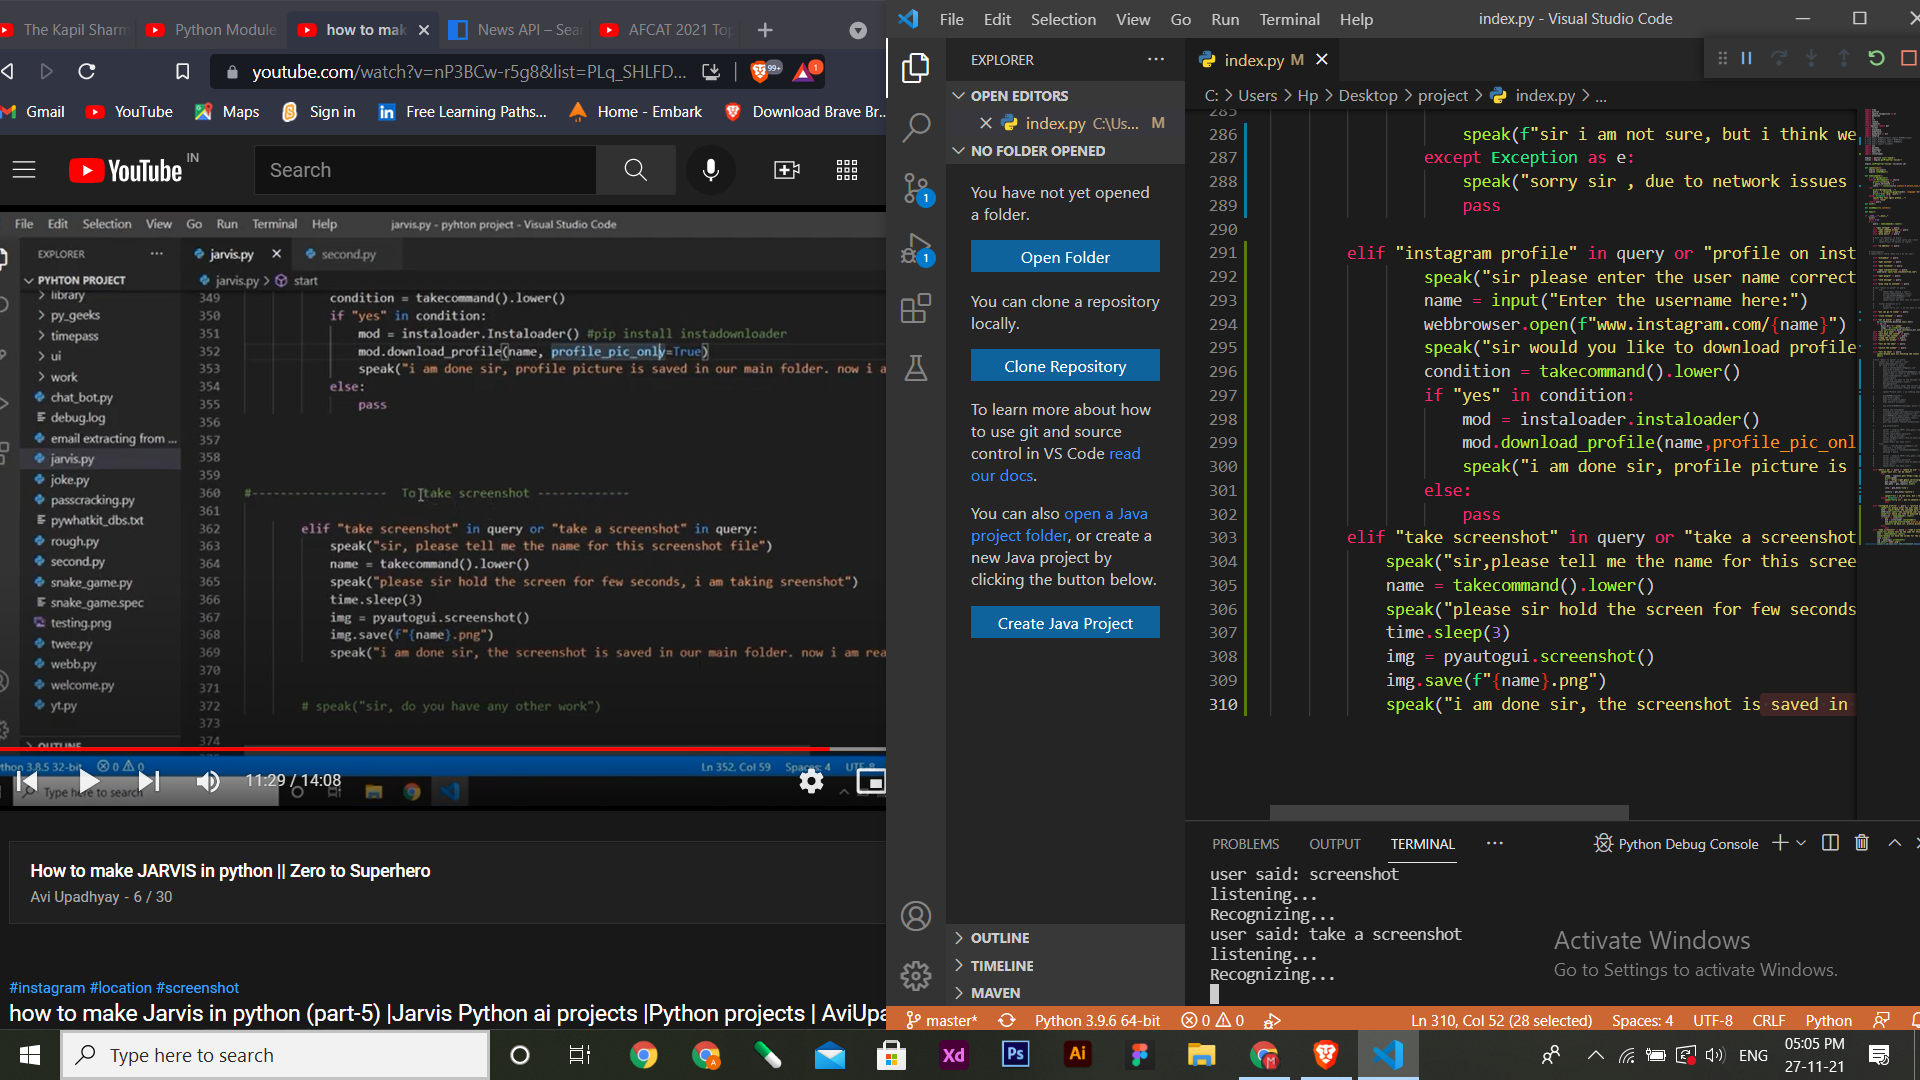 The Kapil Sharm
Python Module
how to mak
News API – Sear
AFCAT 2021 Top
youtube.com/watch?v=nP3BCw-r5g8&list=PLq_SHLFD...
99+
1
Gmail
YouTube
Maps
Sign in
Free Learning Paths...
Home - Embark
Download Brave Br...
YouTube IN
Search
File Edit Selection View Go Run Terminal Help
jarvis.py - pyhton project - Visual Studio Code
EXPLORER
PYHTON PROJECT
library
py_geeks
timepass
ui
work
chat_bot.py
debug.log
email extracting from ...
jarvis.py
joke.py
passcracking.py
pywhatkit_dbs.txt
rough.py
second.py
snake_game.py
snake_game.spec
testing.png
twee.py
webb.py
welcome.py
yt.py
OUTLINE
jarvis.py
second.py
jarvis.py > start
349 condition = takecommand().lower()
350 if "yes" in condition:
351 mod = instaloader.Instaloader() #pip install instadownloader
352 mod.download_profile(name, profile_pic_only=True)
353 speak("i am done sir, profile picture is saved in our main folder. now i a
354 else:
355 pass
356
357
358
359
360 #------------------- To take screenshot -------------
361
362 elif "take screenshot" in query or "take a screenshot" in query:
363 speak("sir, please tell me the name for this screenshot file")
364 name = takecommand().lower()
365 speak("please sir hold the screen for few seconds, i am taking sreenshot")
366 time.sleep(3)
367 img = pyautogui.screenshot()
368 img.save(f"{name}.png")
369 speak("i am done sir, the screenshot is saved in our main folder. now i am rea
370
371
372 # speak("sir, do you have any other work")
373
374
thon 3.8.5 32-bit 0 0
Ln 352, Col 59 Spaces: 4 UTF-8
Type here to search
11:29 / 14:08
How to make JARVIS in python || Zero to Superhero
Avi Upadhyay - 6 / 30
#instagram #location #screenshot
how to make Jarvis in python (part-5) |Jarvis Python ai projects |Python projects | AviUpa
File Edit Selection View Go Run Terminal Help
index.py - Visual Studio Code
EXPLORER
OPEN EDITORS
index.py C:\Us... M
NO FOLDER OPENED
1
1
You have not yet opened
a folder.
Open Folder
You can clone a repository
locally.
Clone Repository
To learn more about how
to use git and source
control in VS Code read
our docs.
You can also open a Java
project folder, or create a
new Java project by
clicking the button below.
Create Java Project
OUTLINE
TIMELINE
MAVEN
index.py M
C: > Users > Hp > Desktop > project > index.py > ...
285
286 speak(f"sir i am not sure, but i think we
287 except Exception as e:
288 speak("sorry sir , due to network issues
289 pass
290
291 elif "instagram profile" in query or "profile on inst
292 speak("sir please enter the user name correct
293 name = input("Enter the username here:")
294 webbrowser.open(f"www.instagram.com/{name}")
295 speak("sir would you like to download profile
296 condition = takecommand().lower()
297 if "yes" in condition:
298 mod = instaloader.instaloader()
299 mod.download_profile(name,profile_pic_onl
300 speak("i am done sir, profile picture is
301 else:
302 pass
303 elif "take screenshot" in query or "take a screenshot
304 speak("sir,please tell me the name for this scree
305 name = takecommand().lower()
306 speak("please sir hold the screen for few seconds
307 time.sleep(3)
308 img = pyautogui.screenshot()
309 img.save(f"{name}.png")
310 speak("i am done sir, the screenshot is saved in
PROBLEMS OUTPUT TERMINAL ...
Python Debug Console
user said: screenshot
listening...
Recognizing...
user said: take a screenshot
listening...
Recognizing...
Activate Windows
Go to Settings to activate Windows.
master* Python 3.9.6 64-bit 0 0
Ln 310, Col 52 (28 selected) Spaces: 4 UTF-8 CRLF Python
Type here to search
Xd
Ps
Ai
M
ENG
05:05 PM
27-11-21